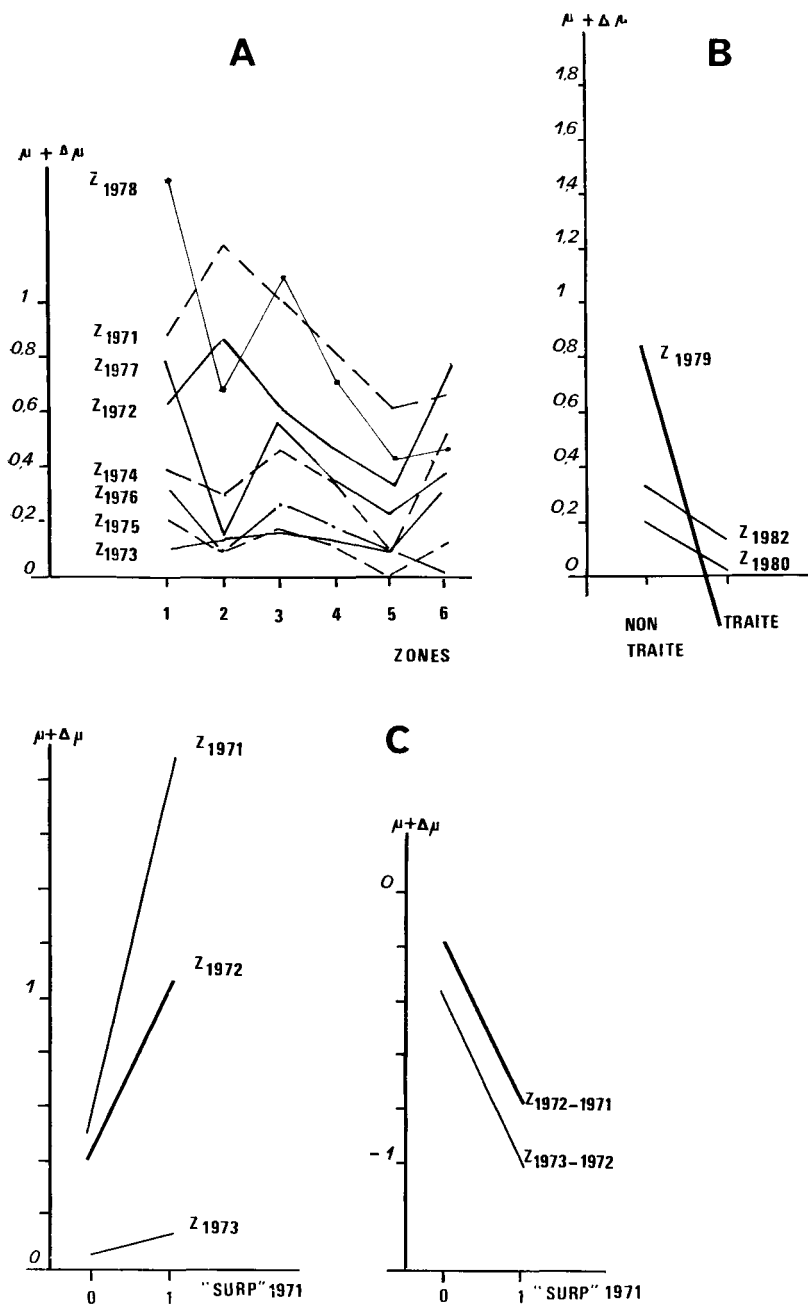 A
μ + Δμ
Z 1978
1
Z 1971
0,8
Z 1977
0,6
Z 1972
0,4
Z 1974
Z 1976
0,2
Z 1975
Z 1973
0
1 2 3 4 5 6
ZONES
B
μ + Δμ
1,8
1,6
1,4
1,2
1
0,8
Z 1979
0,6
0,4
0,2
Z 1982
Z 1980
0
NON
TRAITE
TRAITE
C
μ+Δμ
Z 1971
Z 1972
1
Z 1973
0
0 1 "SURP" 1971
μ+Δμ
0
Z 1972-1971
Z 1973-1972
-1
0 1 "SURP" 1971